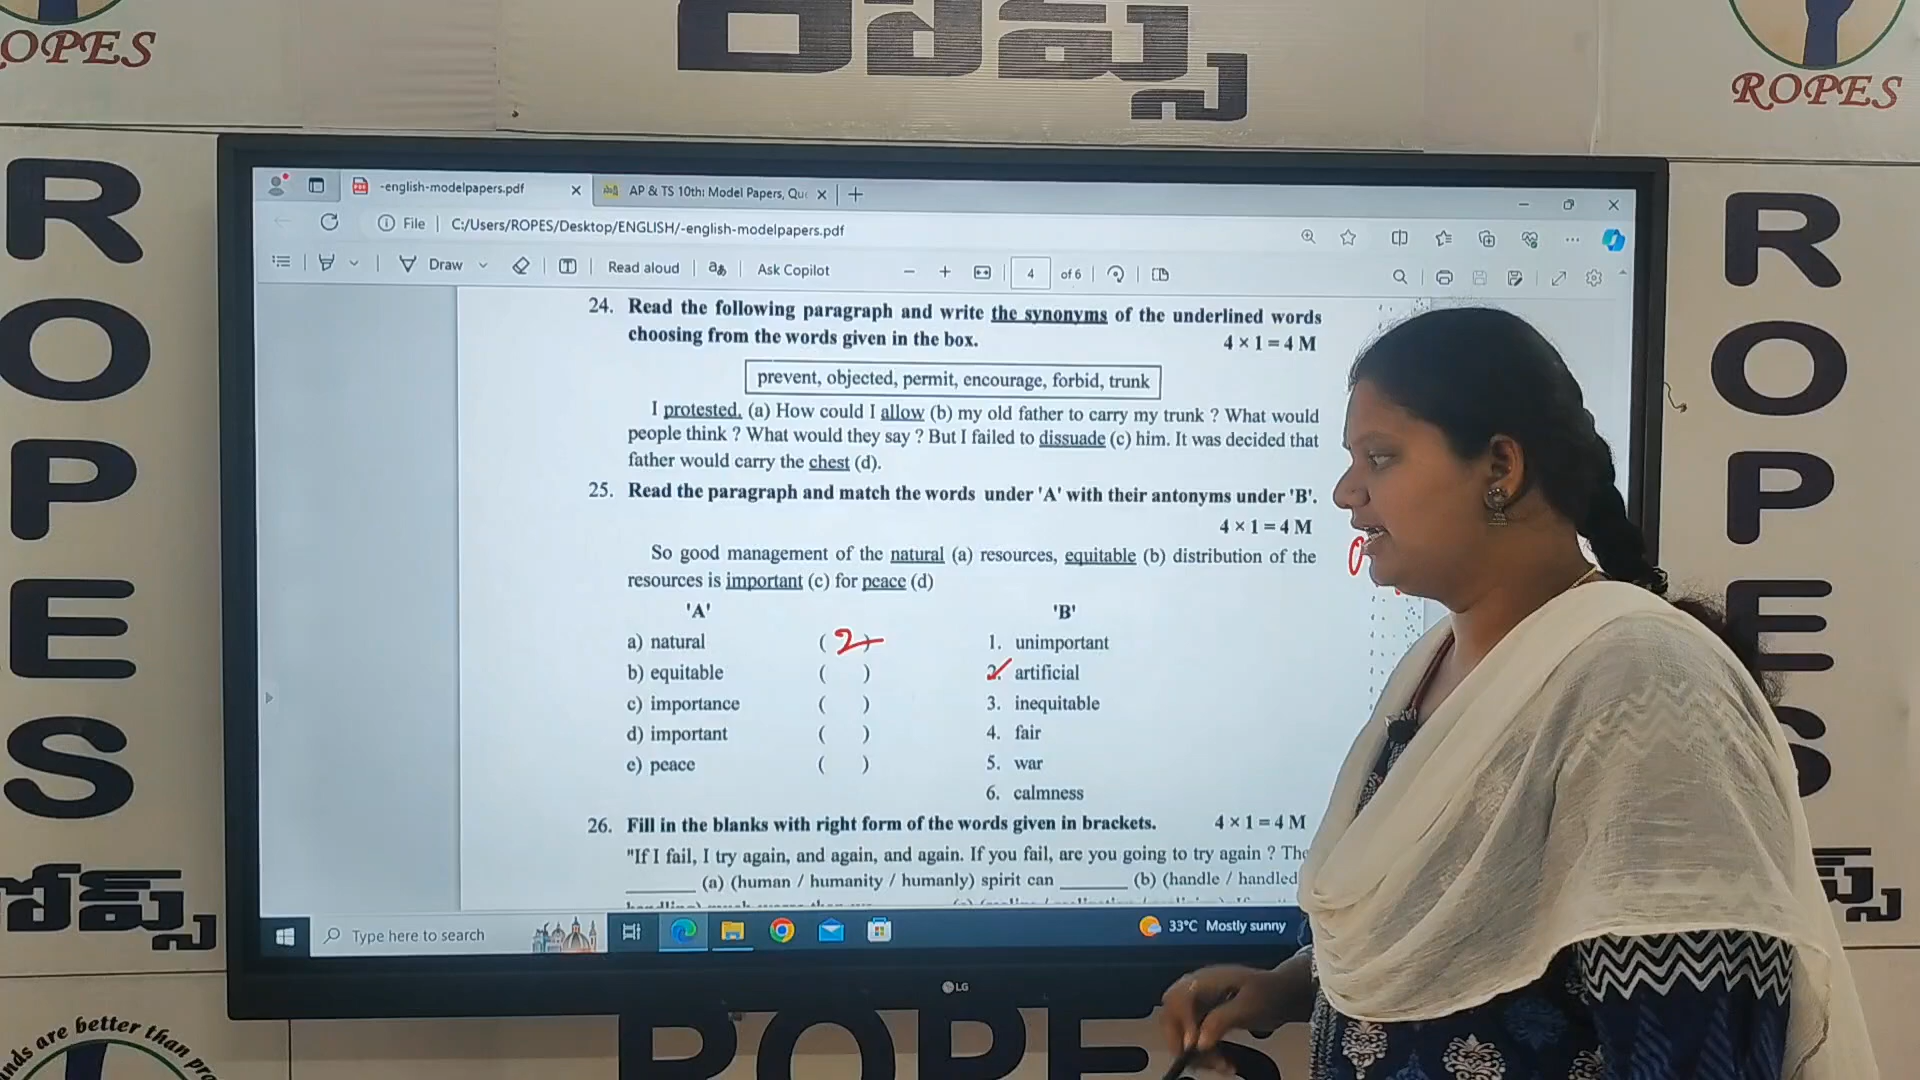 రోప్స్
OPES
ROPES
ROPES
ROPES
-english-modelpapers.pdf
AP & TS 10th: Model Papers, Qu
File
C:/Users/ROPES/Desktop/ENGLISH/-english-modelpapers.pdf
Draw
Read aloud
Ask Copilot
4
of 6
24. Read the following paragraph and write the synonyms of the underlined words
choosing from the words given in the box. 4 × 1 = 4 M
prevent, objected, permit, encourage, forbid, trunk
I protested. (a) How could I allow (b) my old father to carry my trunk ? What would
people think ? What would they say ? But I failed to dissuade (c) him. It was decided that
father would carry the chest (d).
25. Read the paragraph and match the words under 'A' with their antonyms under 'B'.
4 × 1 = 4 M
So good management of the natural (a) resources, equitable (b) distribution of the
resources is important (c) for peace (d)
'A' 'B'
a) natural ( 2 ) 1. unimportant
b) equitable ( ) 2. artificial
c) importance ( ) 3. inequitable
d) important ( ) 4. fair
e) peace ( ) 5. war
6. calmness
26. Fill in the blanks with right form of the words given in brackets. 4 × 1 = 4 M
"If I fail, I try again, and again, and again. If you fail, are you going to try again ? The
_______ (a) (human / humanity / humanly) spirit can _______ (b) (handle / handled
Type here to search
33°C Mostly sunny
LG
రోప్స్
ROPES
are better than